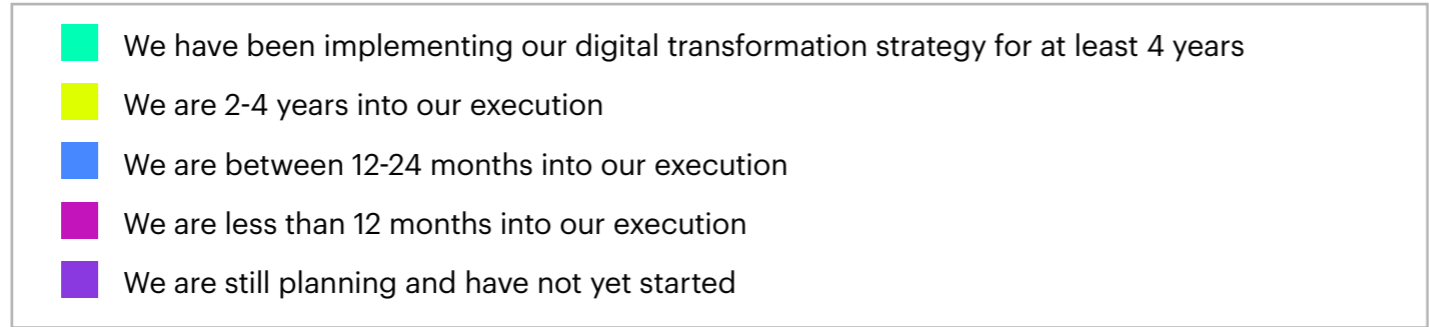 We have been implementing our digital transformation strategy for at least 4 years
We are 2-4 years into our execution
We are between 12-24 months into our execution
We are less than 12 months into our execution
We are still planning and have not yet started